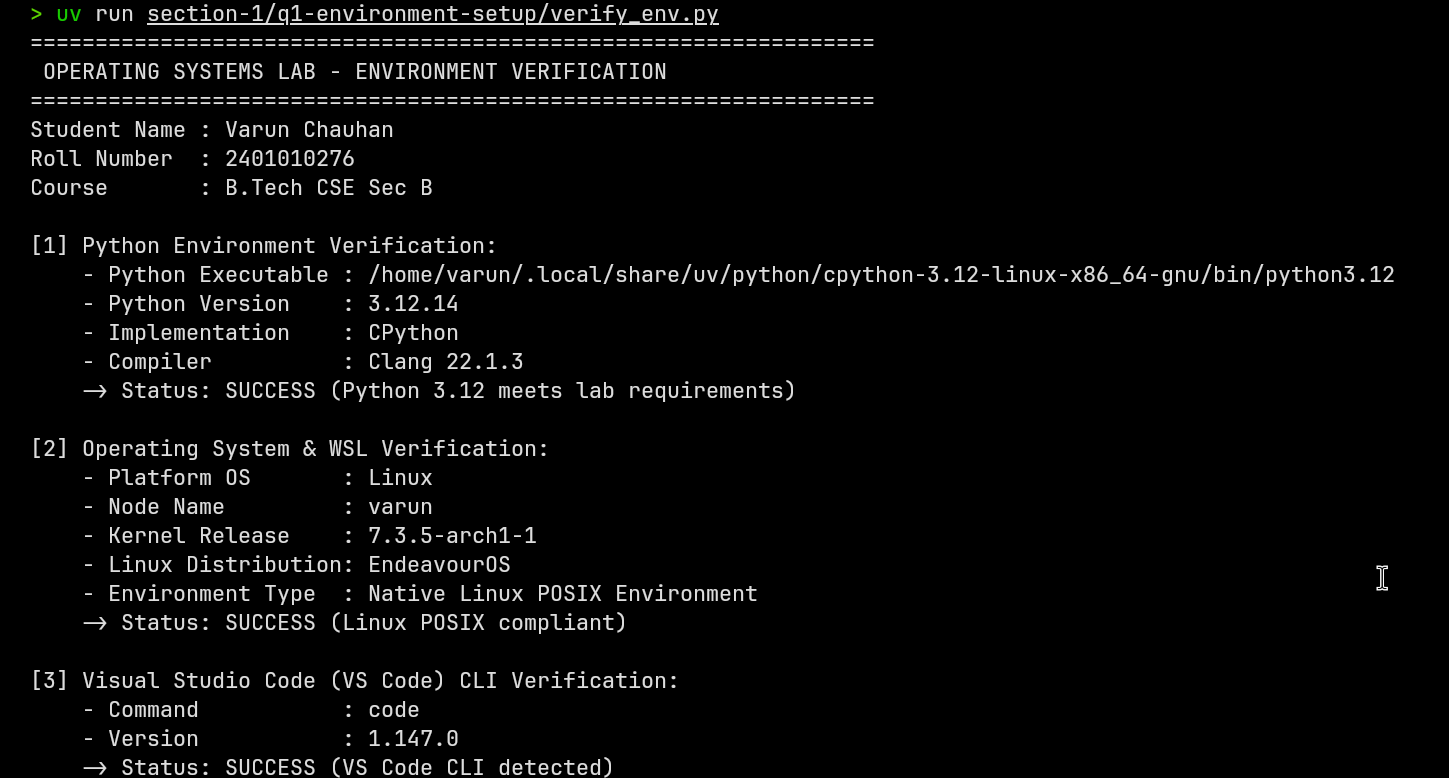 > uv run section-1/q1-environment-setup/verify_env.py
=================================================================
 OPERATING SYSTEMS LAB - ENVIRONMENT VERIFICATION
=================================================================
Student Name : Varun Chauhan
Roll Number  : 2401010276
Course       : B.Tech CSE Sec B

[1] Python Environment Verification:
    - Python Executable : /home/varun/.local/share/uv/python/cpython-3.12-linux-x86_64-gnu/bin/python3.12
    - Python Version    : 3.12.14
    - Implementation    : CPython
    - Compiler          : Clang 22.1.3
    -> Status: SUCCESS (Python 3.12 meets lab requirements)

[2] Operating System & WSL Verification:
    - Platform OS       : Linux
    - Node Name         : varun
    - Kernel Release    : 7.3.5-arch1-1
    - Linux Distribution: EndeavourOS
    - Environment Type  : Native Linux POSIX Environment
    -> Status: SUCCESS (Linux POSIX compliant)

[3] Visual Studio Code (VS Code) CLI Verification:
    - Command           : code
    - Version           : 1.147.0
    -> Status: SUCCESS (VS Code CLI detected)